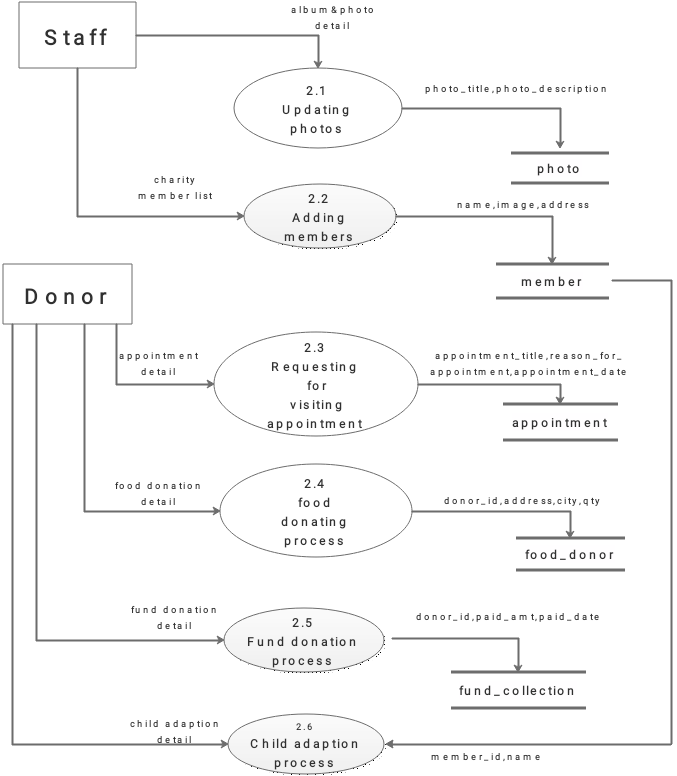 album&photo
detail
Staff
2.1
Updating
photos
photo_title,photo_description
photo
charity
member list
2.2
Adding
members
name,image,address
member
Donor
appointment
detail
2.3
Requesting
for
visiting
appointment
appointment_title,reason_for_
appointment,appointment_date
appointment
food donation
detail
2.4
food
donating
process
donor_id,address,city,qty
food_donor
fund donation
detail
2.5
Fund donation
process
donor_id,paid_amt,paid_date
fund_collection
child adaption
detail
2.6
Child adaption
process
member_id,name